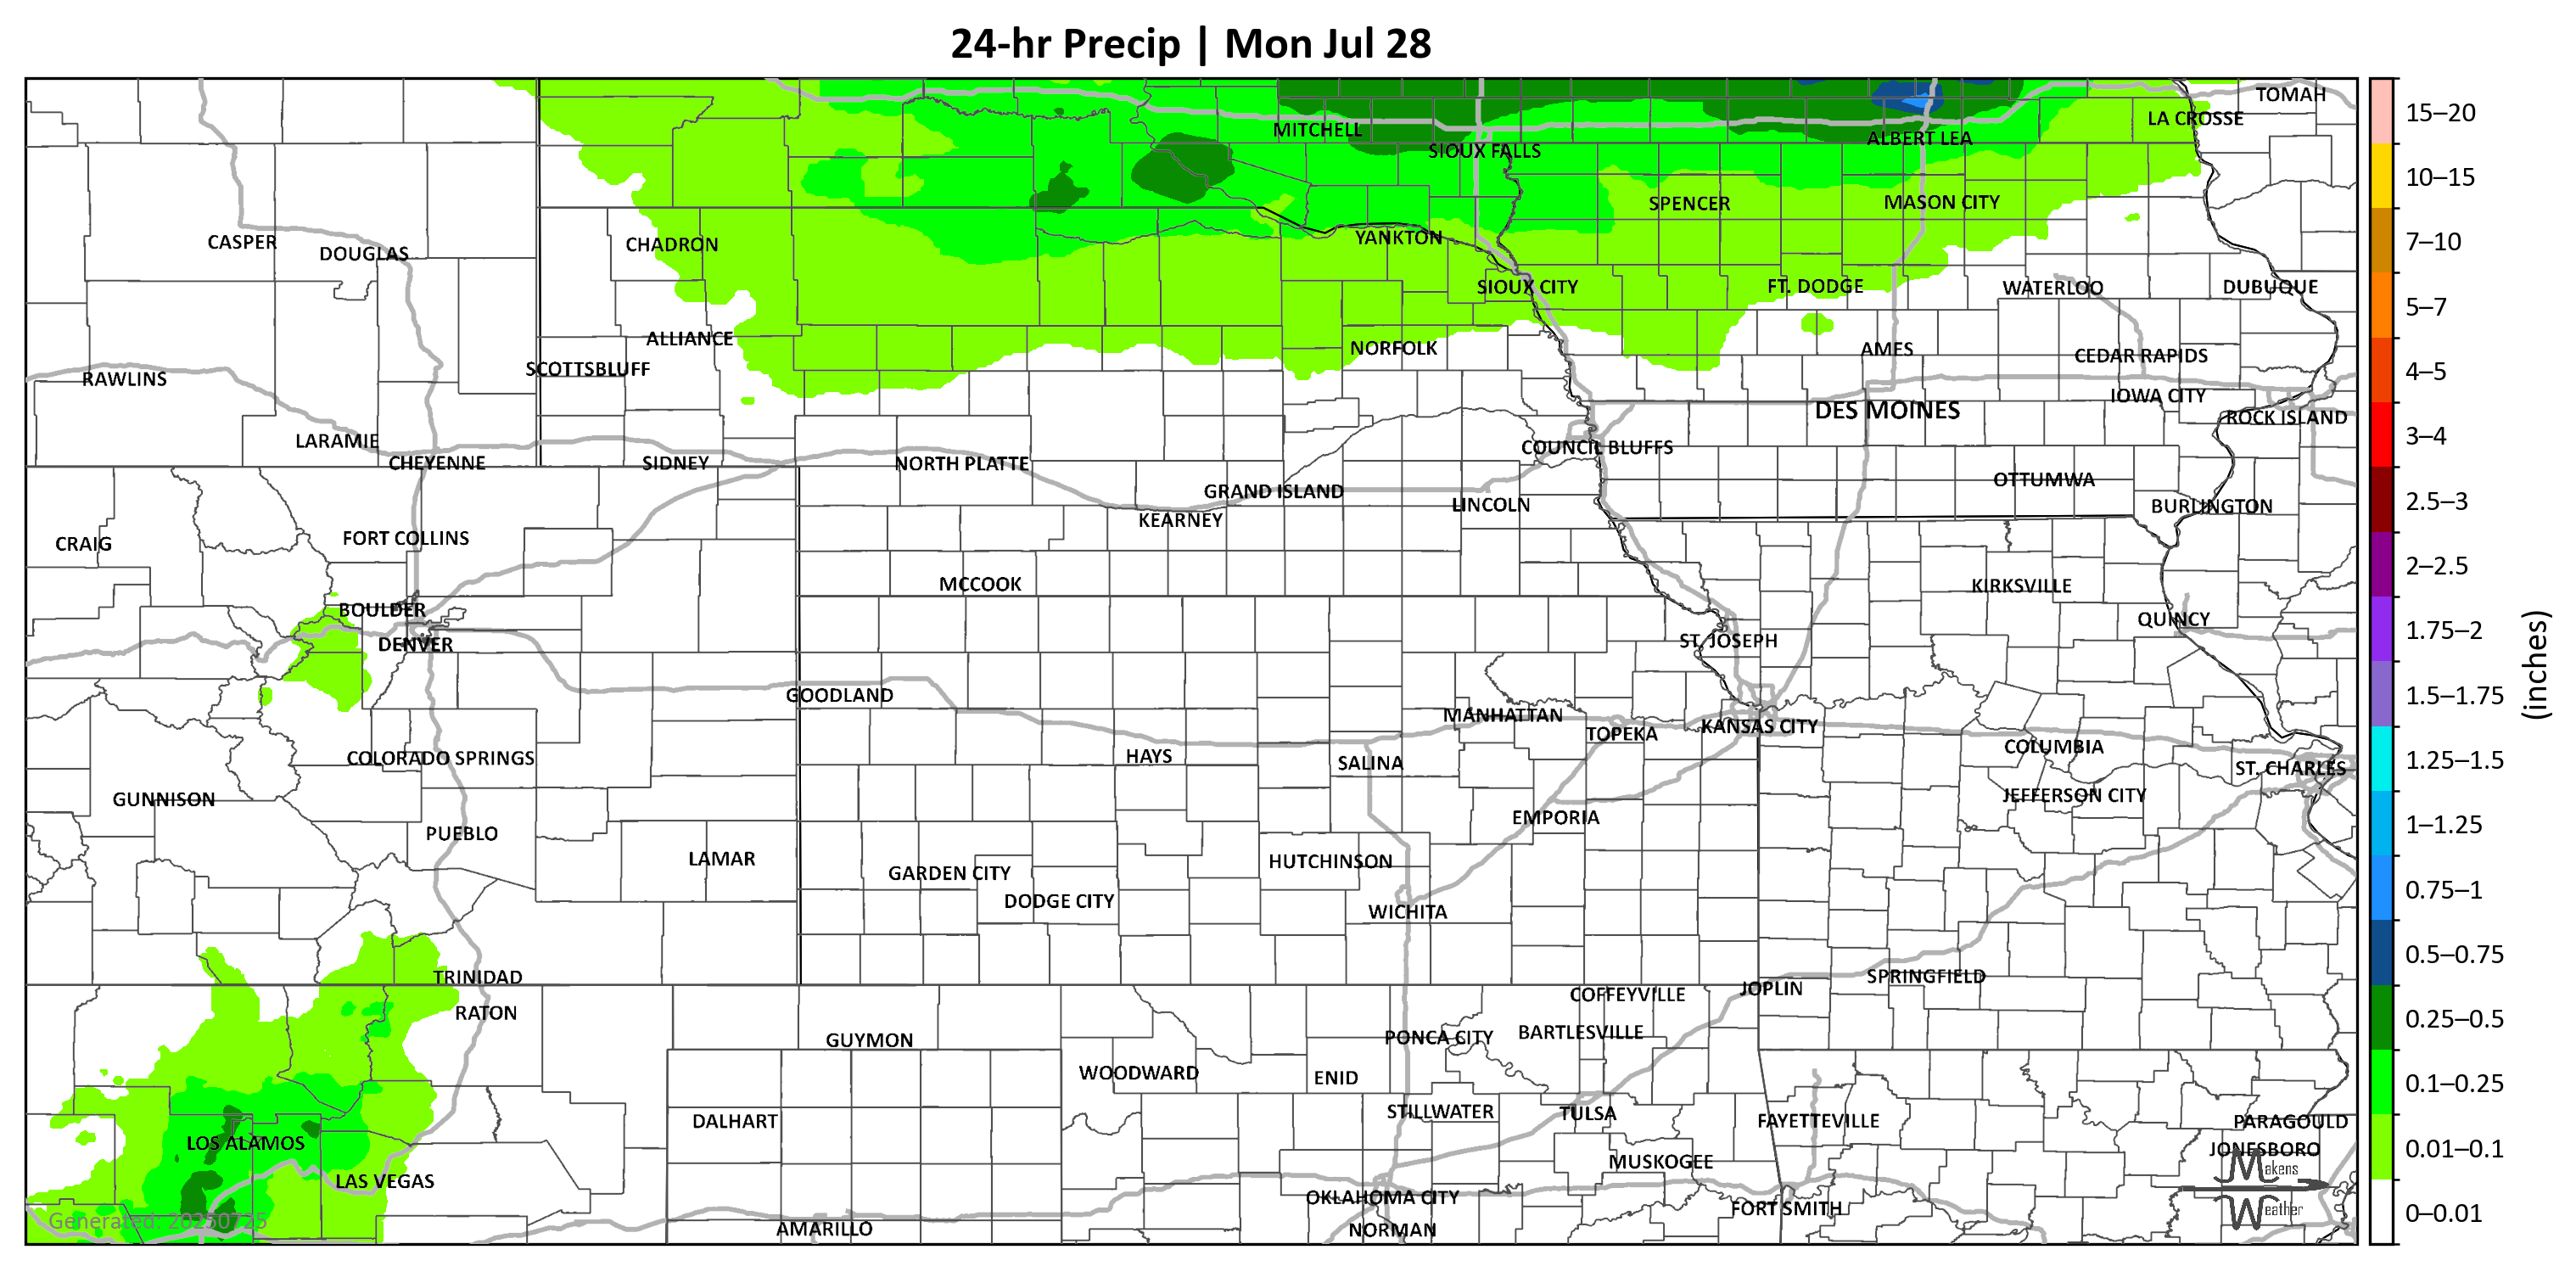 24-hr Precip | Mon Jul 28
TOMAH
LA CROSSE
MITCHELL
ALBERT LEA
SIOUX FALLS
SPENCER
MASON CITY
YANKTON
CASPER
CHADRON
DOUGLAS
SIOUX CITY
FT. DODGE
WATERLOO
DUBUQUE
ALLIANCE
NORFOLK
AMES
CEDAR RAPIDS
SCOTTSBLUFF
RAWLINS
IOWA CITY
DES MOINES
ROCK ISLAND
LARAMIE
COUNCIL BLUFFS
CHEYENNE
SIDNEY
NORTH PLATTE
OTTUMWA
GRAND ISLAND
LINCOLN
BURLINGTON
KEARNEY
FORT COLLINS
CRAIG
MCCOOK
KIRKSVILLE
BOULDER
QUINCY
DENVER
ST. JOSEPH
GOODLAND
MANHATTAN
TOPEKA
KANSAS CITY
COLUMBIA
COLORADO SPRINGS
HAYS
SALINA
ST. CHARLES
GUNNISON
JEFFERSON CITY
EMPORIA
PUEBLO
LAMAR
HUTCHINSON
GARDEN CITY
DODGE CITY
WICHITA
TRINIDAD
SPRINGFIELD
JOPLIN
COFFEYVILLE
RATON
BARTLESVILLE
PONCA CITY
GUYMON
WOODWARD
ENID
STILLWATER
TULSA
DALHART
FAYETTEVILLE
PARAGOULD
LOS ALAMOS
JONESBORO
MUSKOGEE
LAS VEGAS
OKLAHOMA CITY
FORT SMITH
AMARILLO
NORMAN
Generated: 20250725
Makens
Weather
15–20
10–15
7–10
5–7
4–5
3–4
2.5–3
2–2.5
1.75–2
1.5–1.75
1.25–1.5
1–1.25
0.75–1
0.5–0.75
0.25–0.5
0.1–0.25
0.01–0.1
0–0.01
(inches)